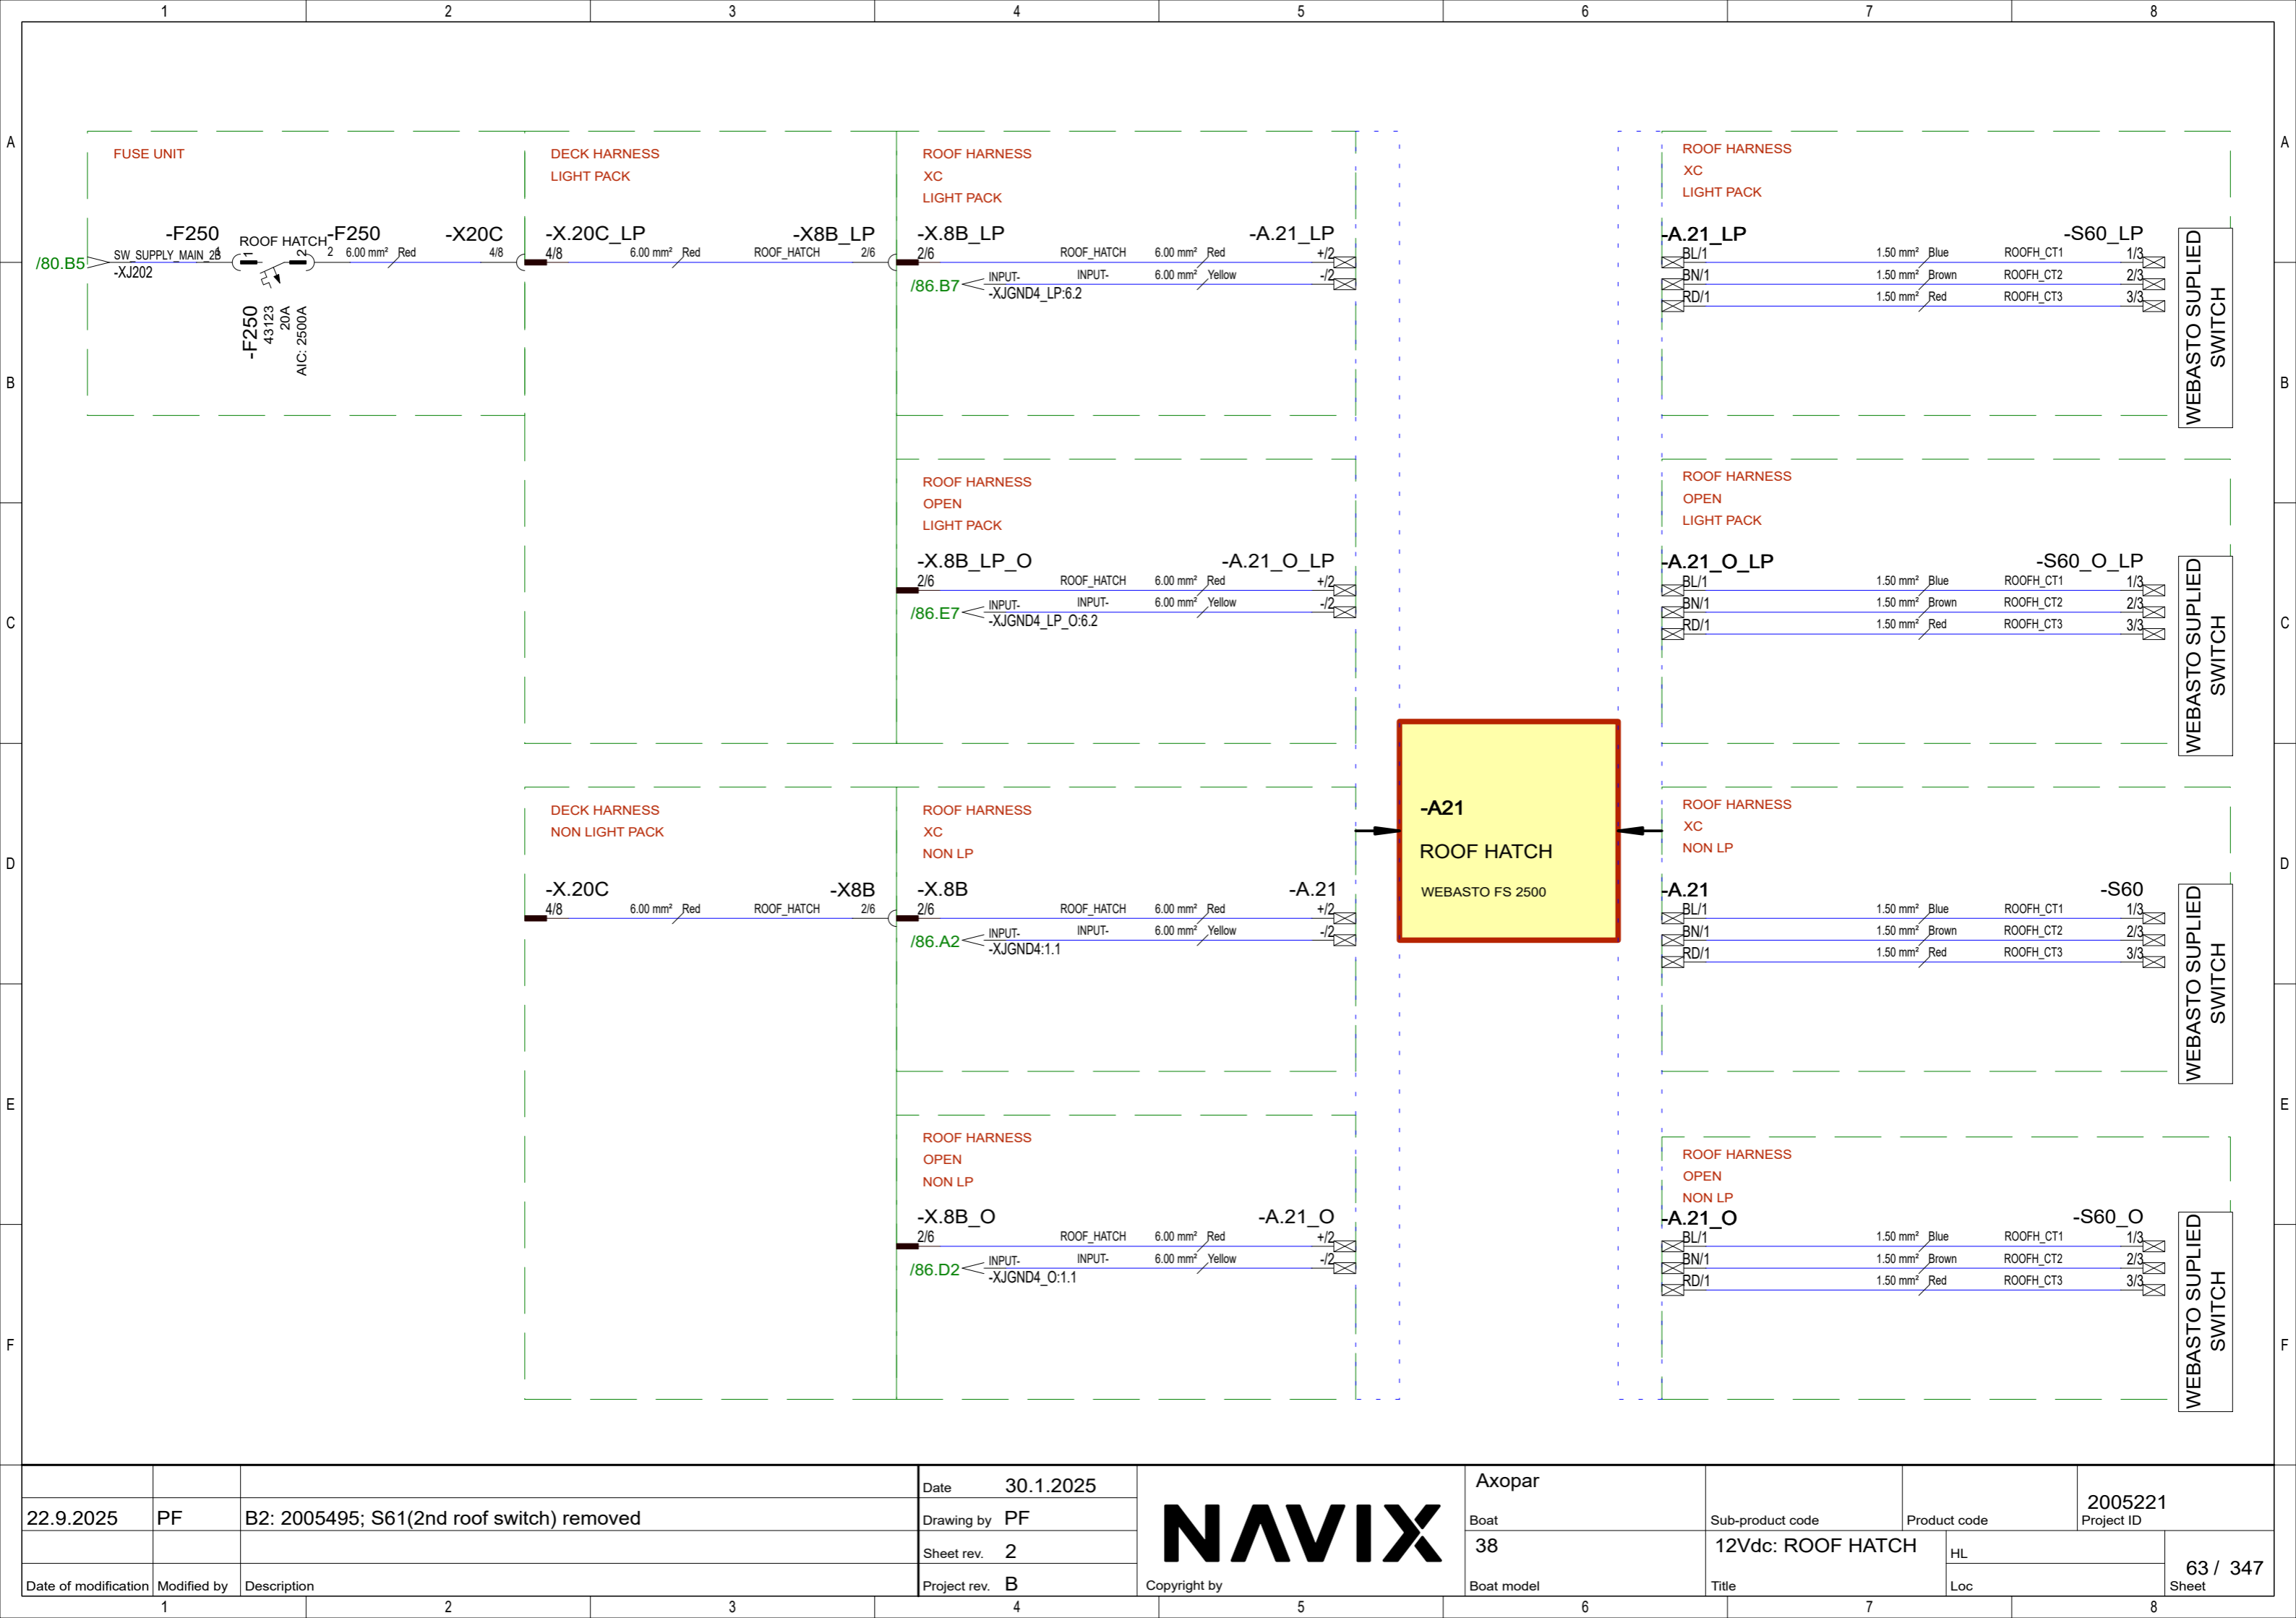 1 2 3 4 5 6 7 8
A A
FUSE UNIT
DECK HARNESS
LIGHT PACK
ROOF HARNESS
XC
LIGHT PACK
ROOF HARNESS
XC
LIGHT PACK
/80.B5
SW_SUPPLY_MAIN_2B
-XJ202
-F250
ROOF HATCH
1 2
-F250
2 6.00 mm² Red 4/8
-X20C
-F250
43123
20A
AIC: 2500A
-X.20C_LP -X8B_LP
4/8 6.00 mm² Red ROOF_HATCH 2/6
-X.8B_LP -A.21_LP
2/6 ROOF_HATCH 6.00 mm² Red +/2
/86.B7 INPUT- INPUT- 6.00 mm² Yellow -/2
-XJGND4_LP:6.2
-A.21_LP -S60_LP
BL/1 1.50 mm² Blue ROOFH_CT1 1/3
BN/1 1.50 mm² Brown ROOFH_CT2 2/3
RD/1 1.50 mm² Red ROOFH_CT3 3/3
WEBASTO SUPLIED
SWITCH
B B
ROOF HARNESS
OPEN
LIGHT PACK
-X.8B_LP_O -A.21_O_LP
2/6 ROOF_HATCH 6.00 mm² Red +/2
/86.E7 INPUT- INPUT- 6.00 mm² Yellow -/2
-XJGND4_LP_O:6.2
ROOF HARNESS
OPEN
LIGHT PACK
-A.21_O_LP -S60_O_LP
BL/1 1.50 mm² Blue ROOFH_CT1 1/3
BN/1 1.50 mm² Brown ROOFH_CT2 2/3
RD/1 1.50 mm² Red ROOFH_CT3 3/3
WEBASTO SUPLIED
SWITCH
C C
-A21
ROOF HATCH
WEBASTO FS 2500
DECK HARNESS
NON LIGHT PACK
-X.20C -X8B
4/8 6.00 mm² Red ROOF_HATCH 2/6
ROOF HARNESS
XC
NON LP
-X.8B -A.21
2/6 ROOF_HATCH 6.00 mm² Red +/2
/86.A2 INPUT- INPUT- 6.00 mm² Yellow -/2
-XJGND4:1.1
ROOF HARNESS
XC
NON LP
-A.21 -S60
BL/1 1.50 mm² Blue ROOFH_CT1 1/3
BN/1 1.50 mm² Brown ROOFH_CT2 2/3
RD/1 1.50 mm² Red ROOFH_CT3 3/3
WEBASTO SUPLIED
SWITCH
D D
E E
ROOF HARNESS
OPEN
NON LP
-X.8B_O -A.21_O
2/6 ROOF_HATCH 6.00 mm² Red +/2
/86.D2 INPUT- INPUT- 6.00 mm² Yellow -/2
-XJGND4_O:1.1
ROOF HARNESS
OPEN
NON LP
-A.21_O -S60_O
BL/1 1.50 mm² Blue ROOFH_CT1 1/3
BN/1 1.50 mm² Brown ROOFH_CT2 2/3
RD/1 1.50 mm² Red ROOFH_CT3 3/3
WEBASTO SUPLIED
SWITCH
F F
22.9.2025 PF B2: 2005495; S61(2nd roof switch) removed
Date of modification Modified by Description
Date 30.1.2025
Drawing by PF
Sheet rev. 2
Project rev. B
NAVIX
Copyright by
Axopar
Boat
38
Boat model
Sub-product code
Product code
2005221
Project ID
12Vdc: ROOF HATCH
Title
HL
Loc
63 / 347
Sheet
1 2 3 4 5 6 7 8